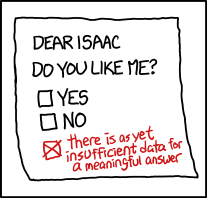 DEAR ISAAC
DO YOU LIKE ME?
YES
NO
there is as yet
insufficient data for
a meaningful answer